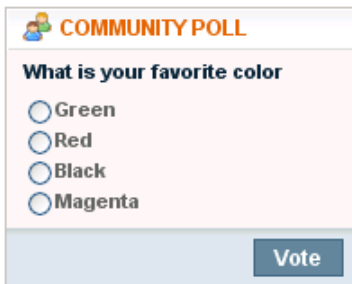 COMMUNITY POLL
What is your favorite color
Green
Red
Black
Magenta
Vote